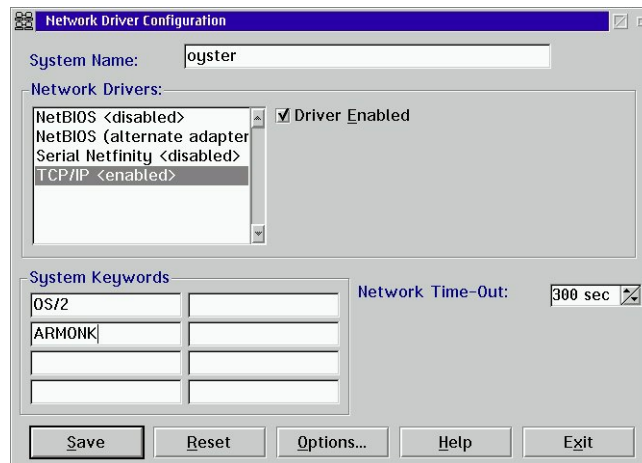 Network Driver Configuration
System Name: oyster
Network Drivers:
NetBIOS <disabled>
NetBIOS (alternate adapter
Serial Netfinity <disabled>
TCP/IP <enabled>
Driver Enabled
System Keywords
OS/2
ARMONK
Network Time-Out: 300 sec
Save Reset Options... Help Exit